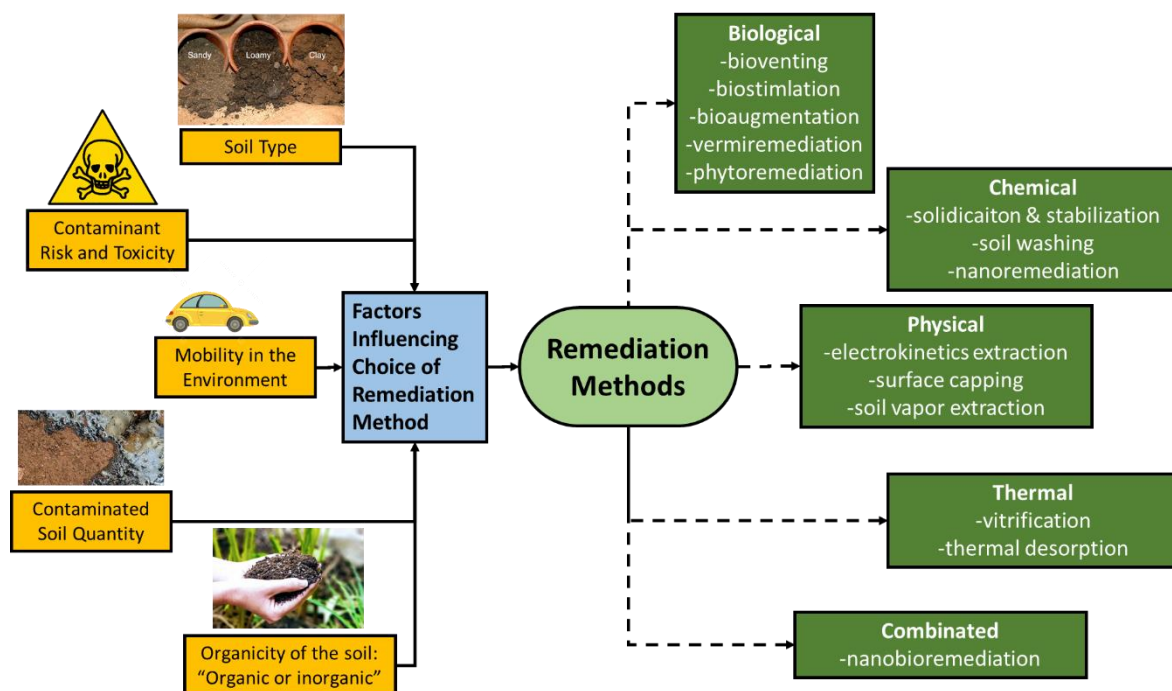 Sandy
Loamy
Clay
Soil Type
Contaminant
Risk and Toxicity
Mobility in the
Environment
Contaminated
Soil Quantity
Organicity of the soil:
“Organic or inorganic”
Factors
Influencing
Choice of
Remediation
Method
Remediation
Methods
Biological
-bioventing
-biostimlation
-bioaugmentation
-vermiremediation
-phytoremediation
Chemical
-solidicaiton & stabilization
-soil washing
-nanoremediation
Physical
-electrokinetics extraction
-surface capping
-soil vapor extraction
Thermal
-vitrification
-thermal desorption
Combinated
-nanobioremediation